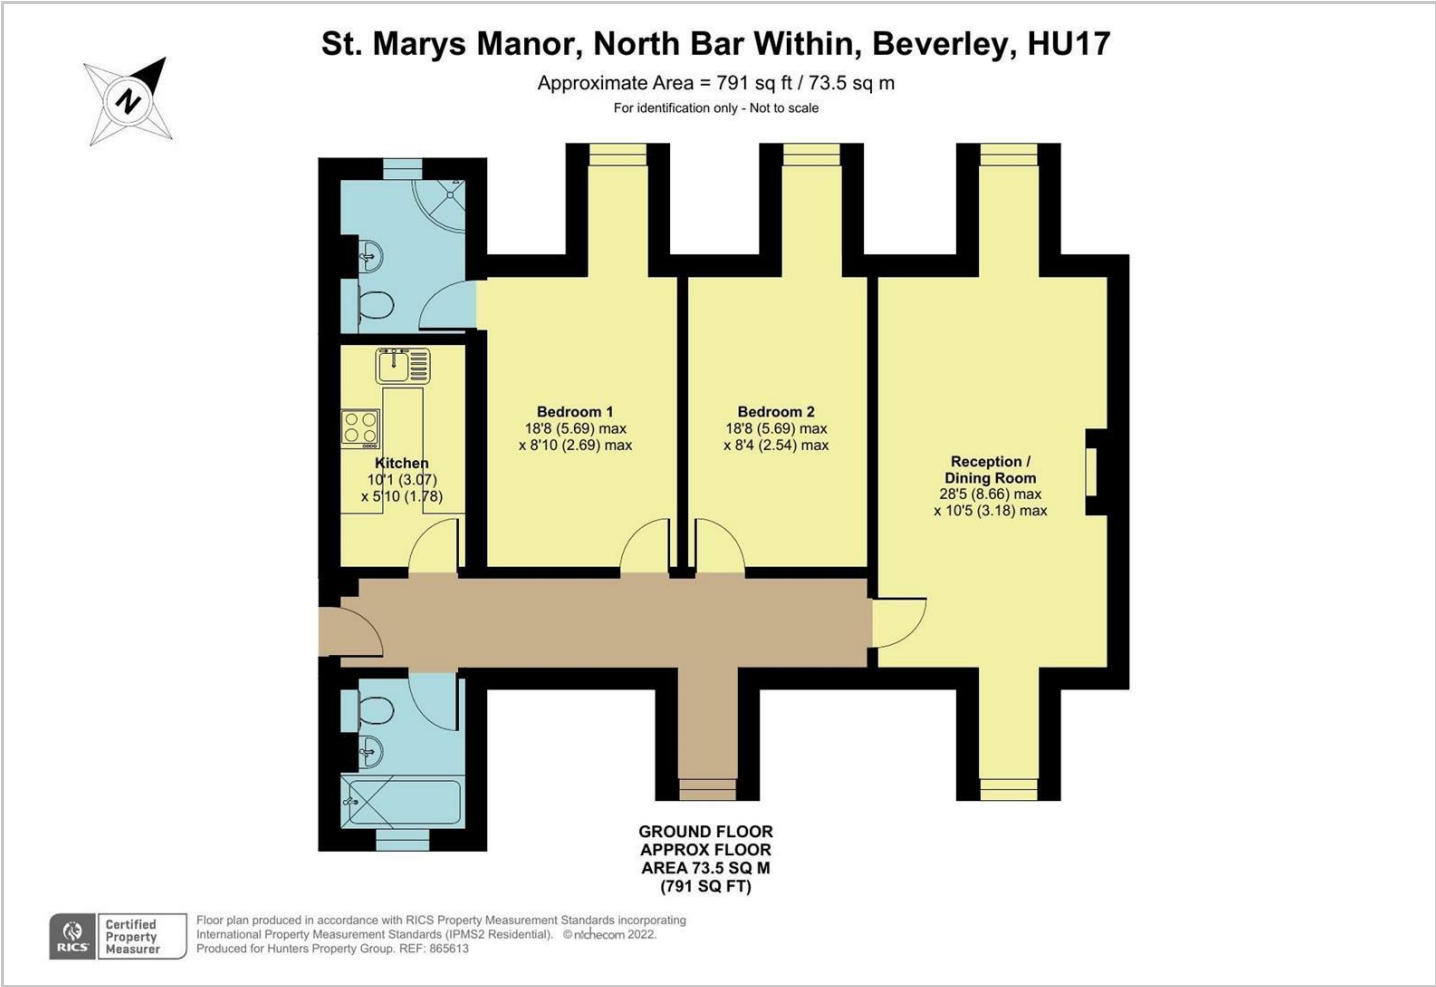 St. Marys Manor, North Bar Within, Beverley, HU17
Approximate Area = 791 sq ft / 73.5 sq m
For identification only - Not to scale
N
Bedroom 1
18'8 (5.69) max
x 8'10 (2.69) max
Bedroom 2
18'8 (5.69) max
x 8'4 (2.54) max
Kitchen
10'1 (3.07)
x 5'10 (1.78)
Reception /
Dining Room
28'5 (8.66) max
x 10'5 (3.18) max
GROUND FLOOR
APPROX FLOOR
AREA 73.5 SQ M
(791 SQ FT)
RICS
Certified
Property
Measurer
Floor plan produced in accordance with RICS Property Measurement Standards incorporating
International Property Measurement Standards (IPMS2 Residential). © nichecom 2022.
Produced for Hunters Property Group. REF: 865613